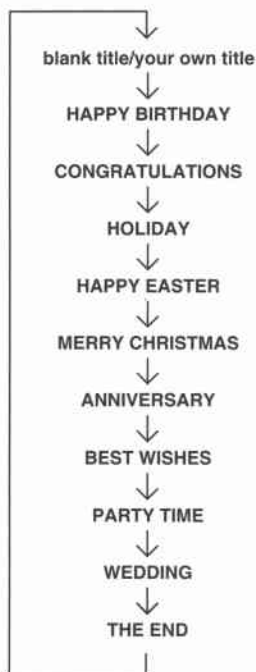 blank title/your own title
HAPPY BIRTHDAY
CONGRATULATIONS
HOLIDAY
HAPPY EASTER
MERRY CHRISTMAS
ANNIVERSARY
BEST WISHES
PARTY TIME
WEDDING
THE END